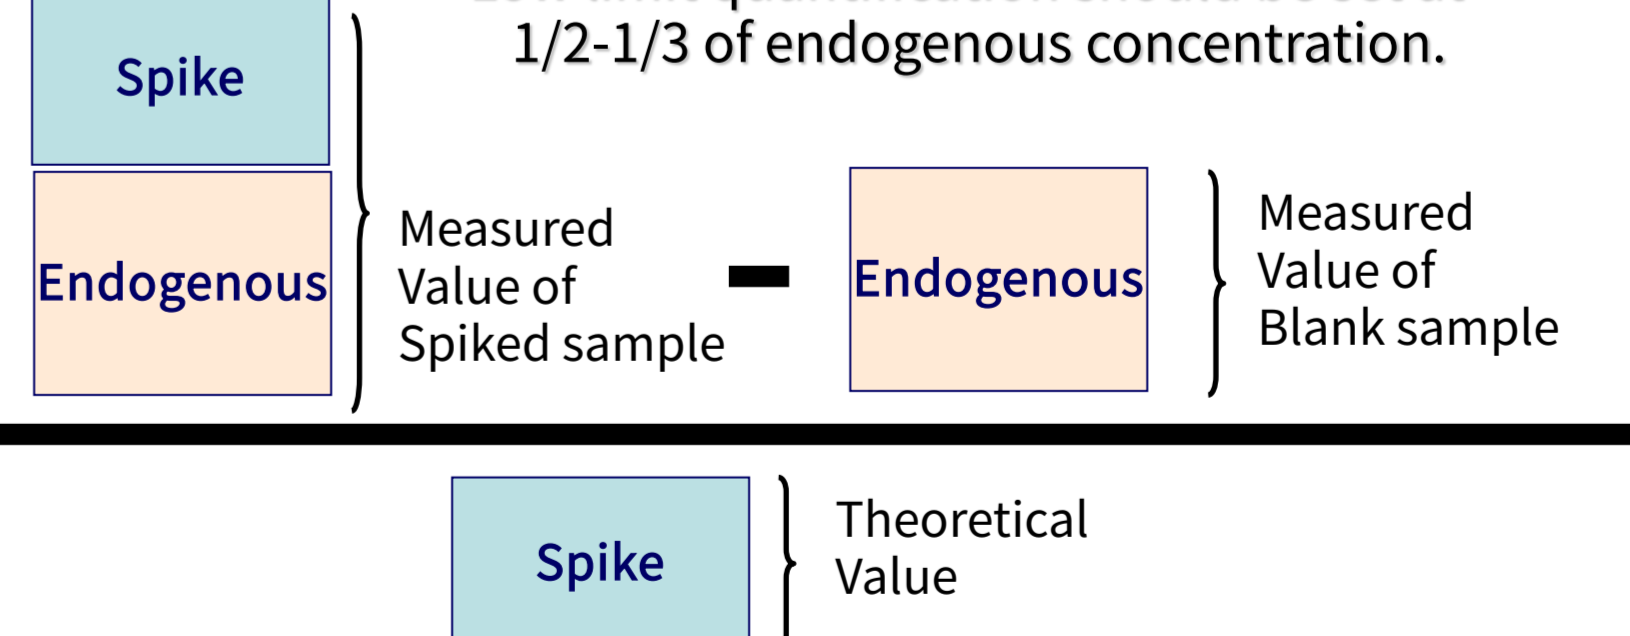 1/2-1/3 of endogenous concentration.
Spike
Endogenous
Measured
Value of
Spiked sample
-
Endogenous
Measured
Value of
Blank sample
Spike
Theoretical
Value